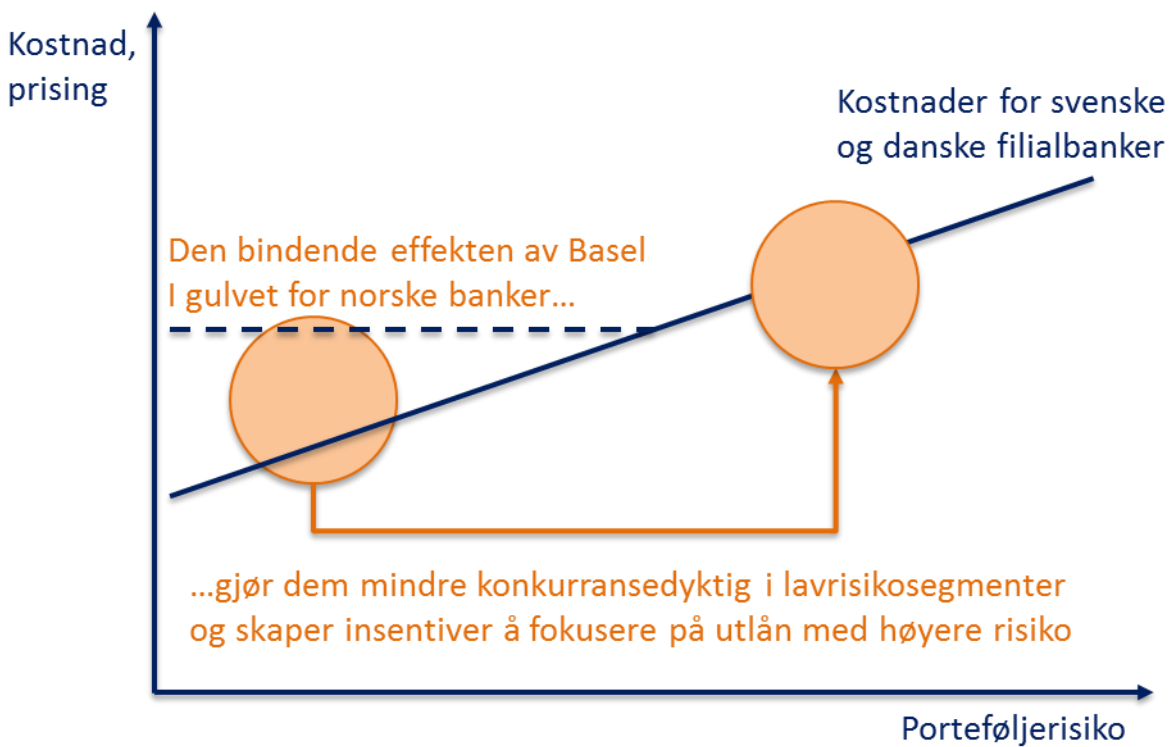 Kostnad,
prising
Kostnader for svenske
og danske filialbanker
Den bindende effekten av Basel
I gulvet for norske banker...
...gjør dem mindre konkurransedyktig i lavrisikosegmenter
og skaper insentiver å fokusere på utlån med høyere risiko
Porteføljerisiko